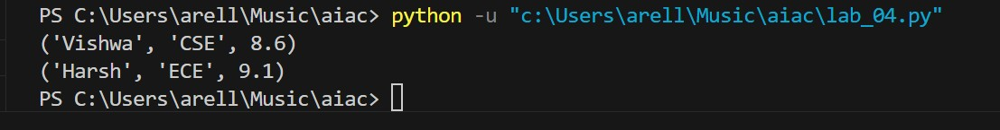 PS C:\Users\arell\Music\aiac> python -u "c:\Users\arell\Music\aiac\lab_04.py"
('Vishwa', 'CSE', 8.6)
('Harsh', 'ECE', 9.1)
PS C:\Users\arell\Music\aiac>